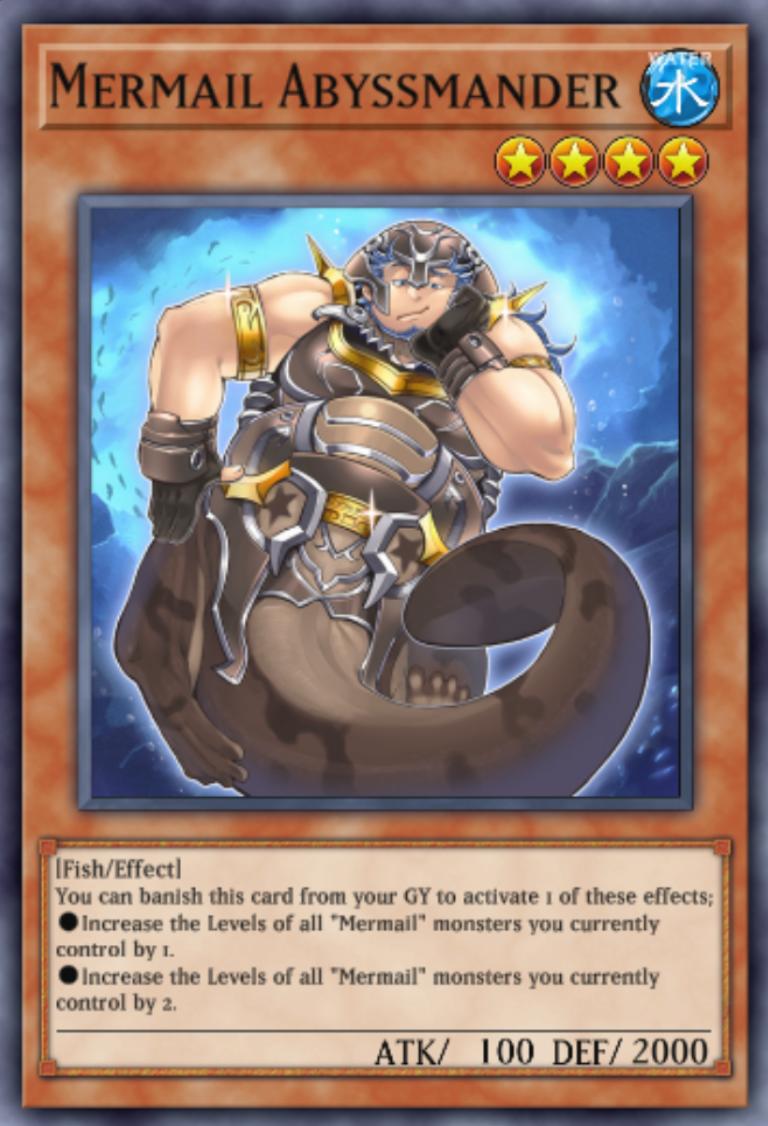 Mermail Abyssmander
WATER
水
[Fish/Effect]
You can banish this card from your GY to activate 1 of these effects;
●Increase the Levels of all "Mermail" monsters you currently
control by 1.
●Increase the Levels of all "Mermail" monsters you currently
control by 2.
ATK/ 100 DEF/ 2000